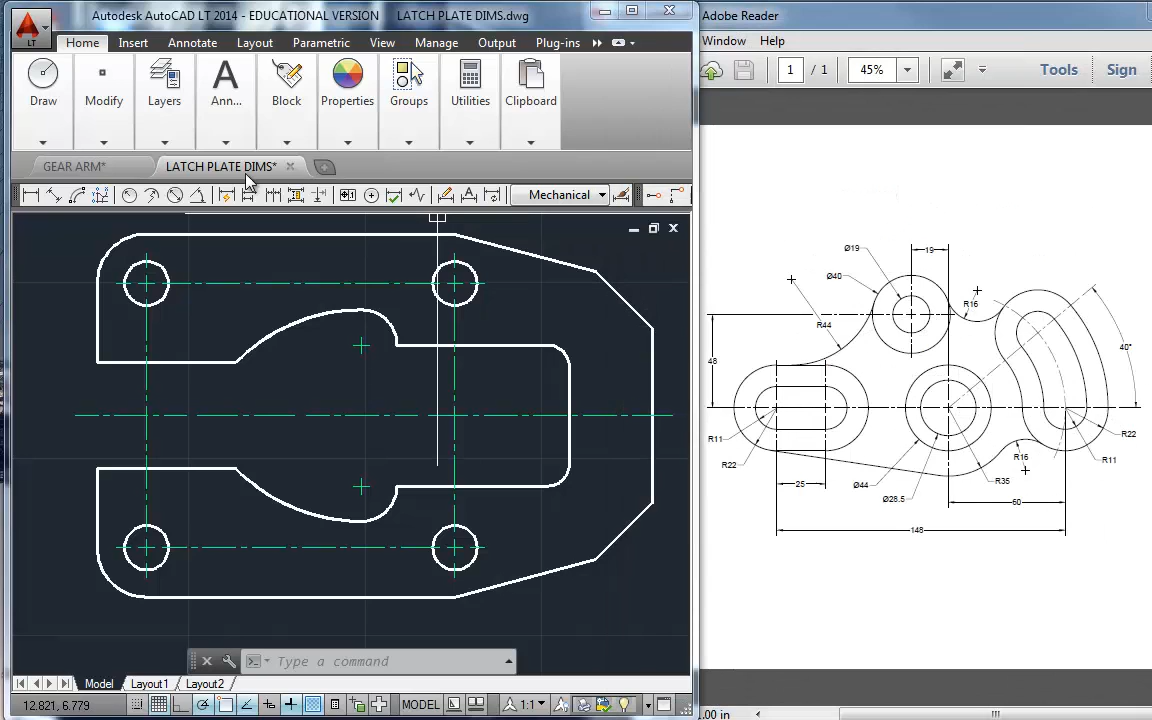 Autodesk AutoCAD LT 2014 - EDUCATIONAL VERSION LATCH PLATE DIMS.dwg
Adobe Reader
LT
Home Insert Annotate Layout Parametric View Manage Output Plug-ins
Window Help
1 / 1 45% Tools Sign
Draw Modify Layers Ann... Block Properties Groups Utilities Clipboard
GEAR ARM* LATCH PLATE DIMS*
Mechanical
Ø19
19
Ø40
R16
R44
40°
48
R11
R22
R22
R16
R11
25
Ø44
R35
Ø28.5
60
148
Type a command
Model Layout1 Layout2
12.821, 6.779 MODEL 1:1
.00 in